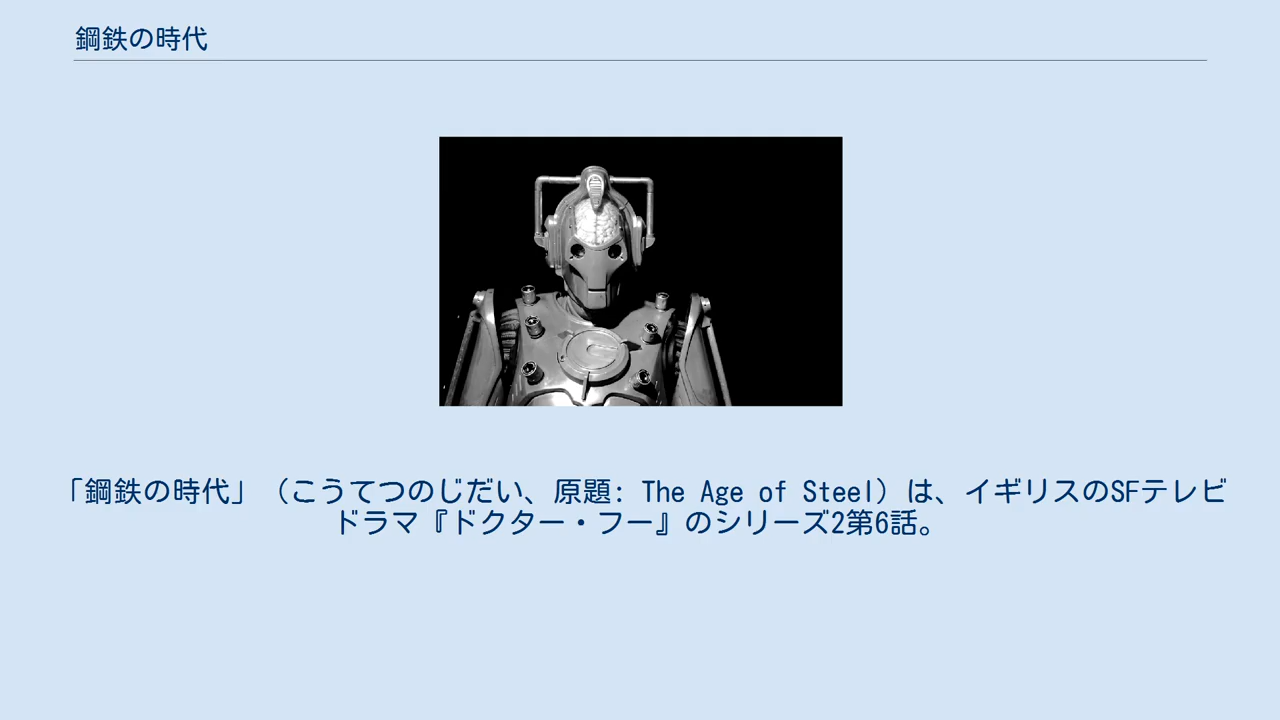 鋼鉄の時代
「鋼鉄の時代」（こうてつのじだい、原題: The Age of Steel）は、イギリスのSFテレビ
ドラマ『ドクター・フー』のシリーズ2第6話。